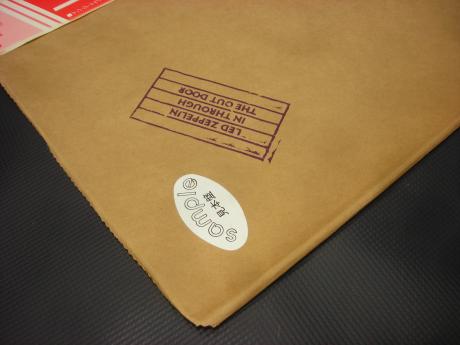 LED ZEPPELIN
IN THROUGH
THE OUT DOOR
sample
見本盤